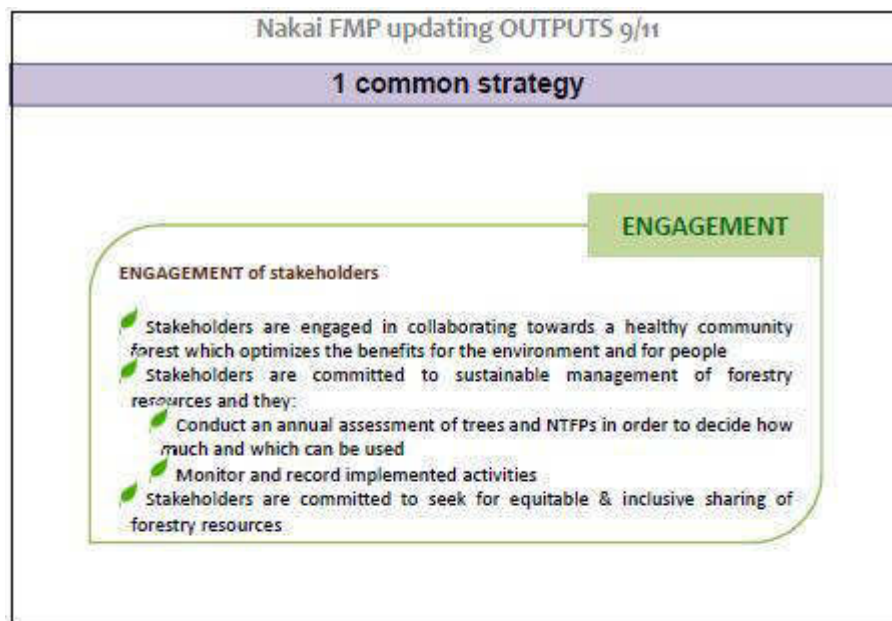 Nakai FMP updating OUTPUTS 9/11
1 common strategy
ENGAGEMENT
ENGAGEMENT of stakeholders
Stakeholders are engaged in collaborating towards a healthy community
forest which optimizes the benefits for the environment and for people
Stakeholders are committed to sustainable management of forestry
resources and they:
Conduct an annual assessment of trees and NTFPs in order to decide how
much and which can be used
Monitor and record implemented activities
Stakeholders are committed to seek for equitable & inclusive sharing of
forestry resources